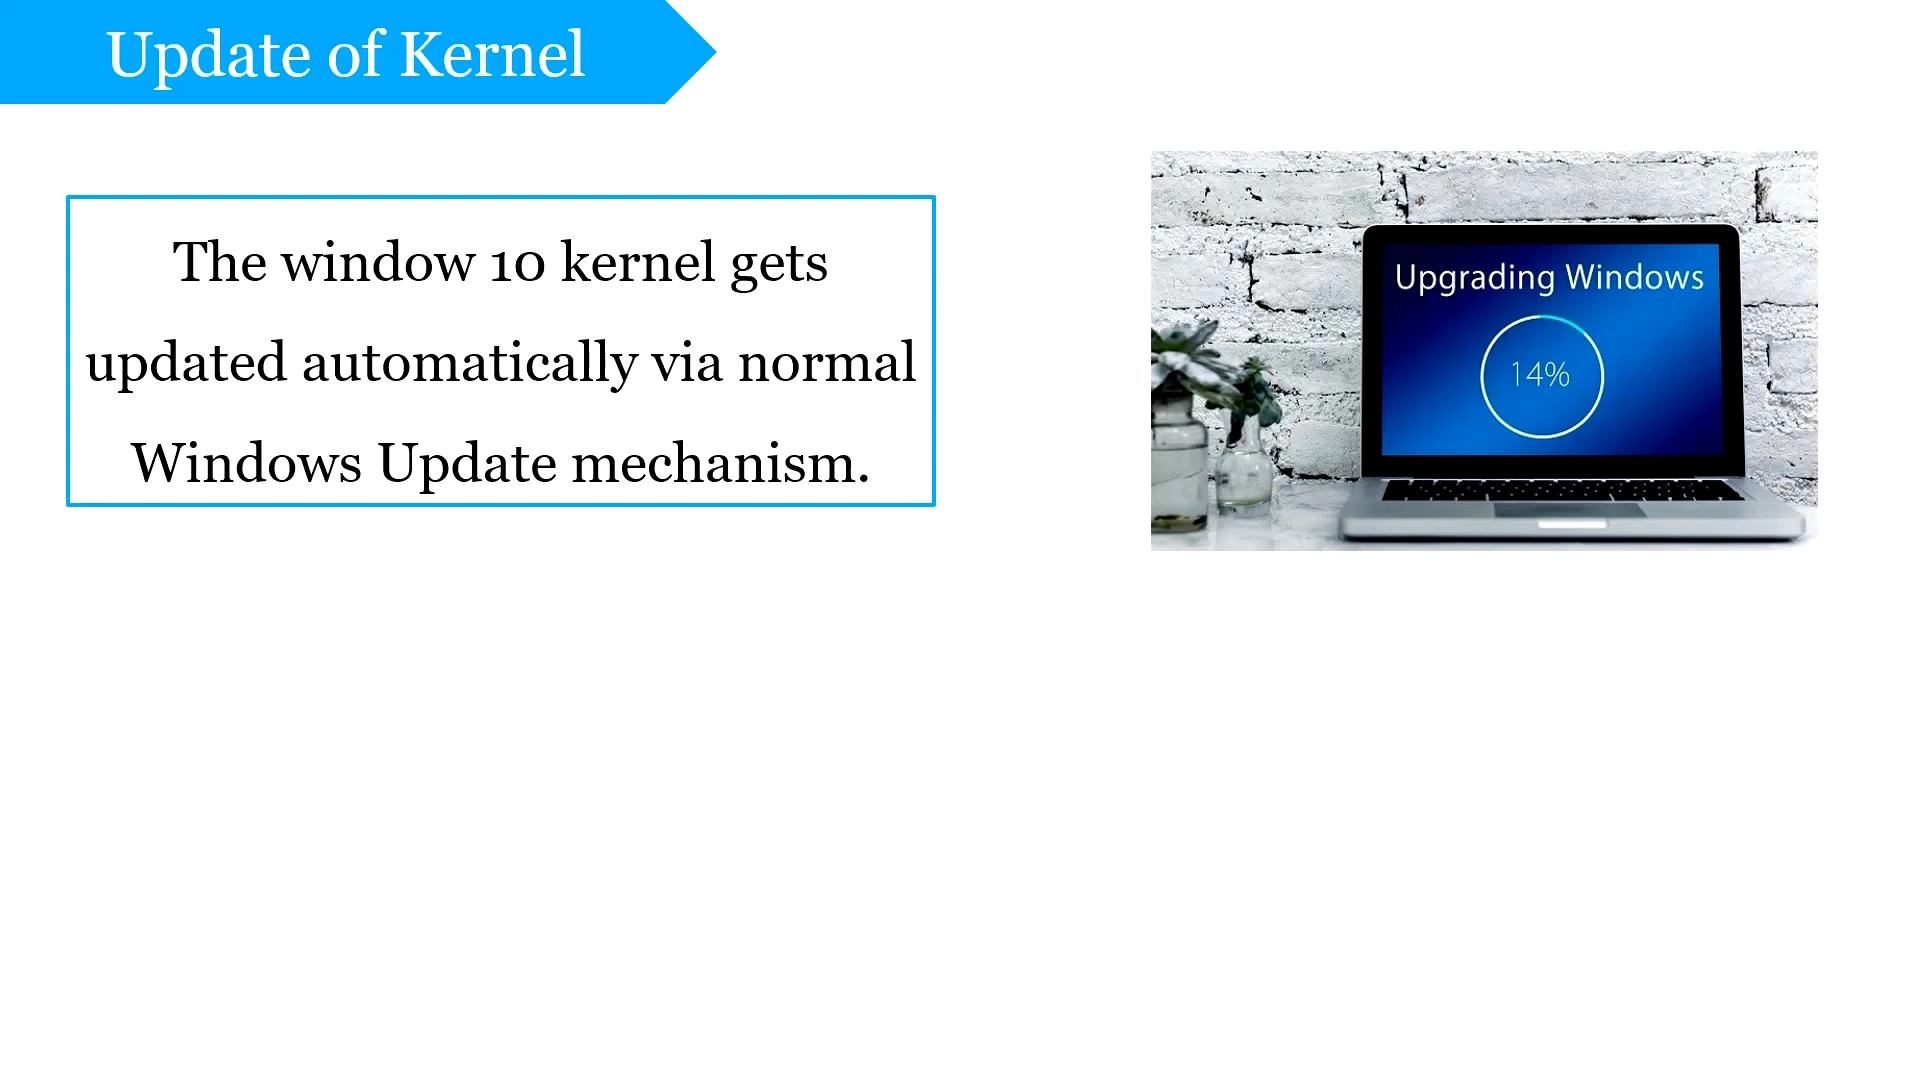 Update of Kernel
The window 10 kernel gets
updated automatically via normal
Windows Update mechanism.
Upgrading Windows
14%